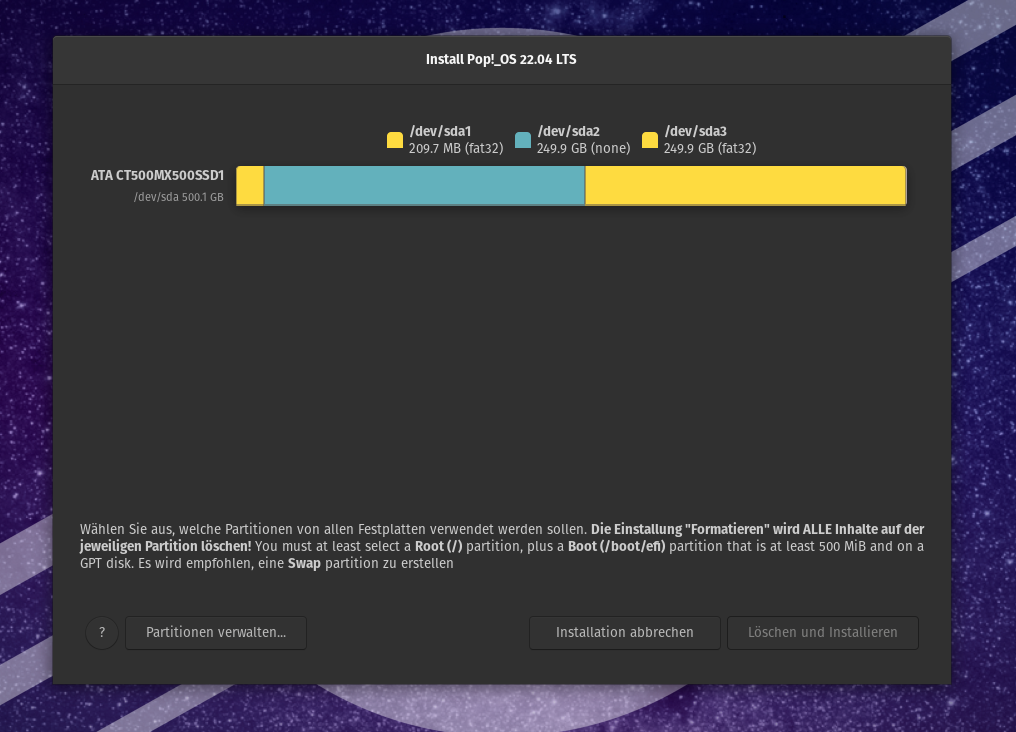 Install Pop!_OS 22.04 LTS
/dev/sda1
209.7 MB (fat32)
/dev/sda2
249.9 GB (none)
/dev/sda3
249.9 GB (fat32)
ATA CT500MX500SSD1
/dev/sda 500.1 GB
Wählen Sie aus, welche Partitionen von allen Festplatten verwendet werden sollen. Die Einstellung "Formatieren" wird ALLE Inhalte auf der
jeweiligen Partition löschen! You must at least select a Root (/) partition, plus a Boot (/boot/efi) partition that is at least 500 MiB and on a
GPT disk. Es wird empfohlen, eine Swap partition zu erstellen
?
Partitionen verwalten...
Installation abbrechen
Löschen und Installieren